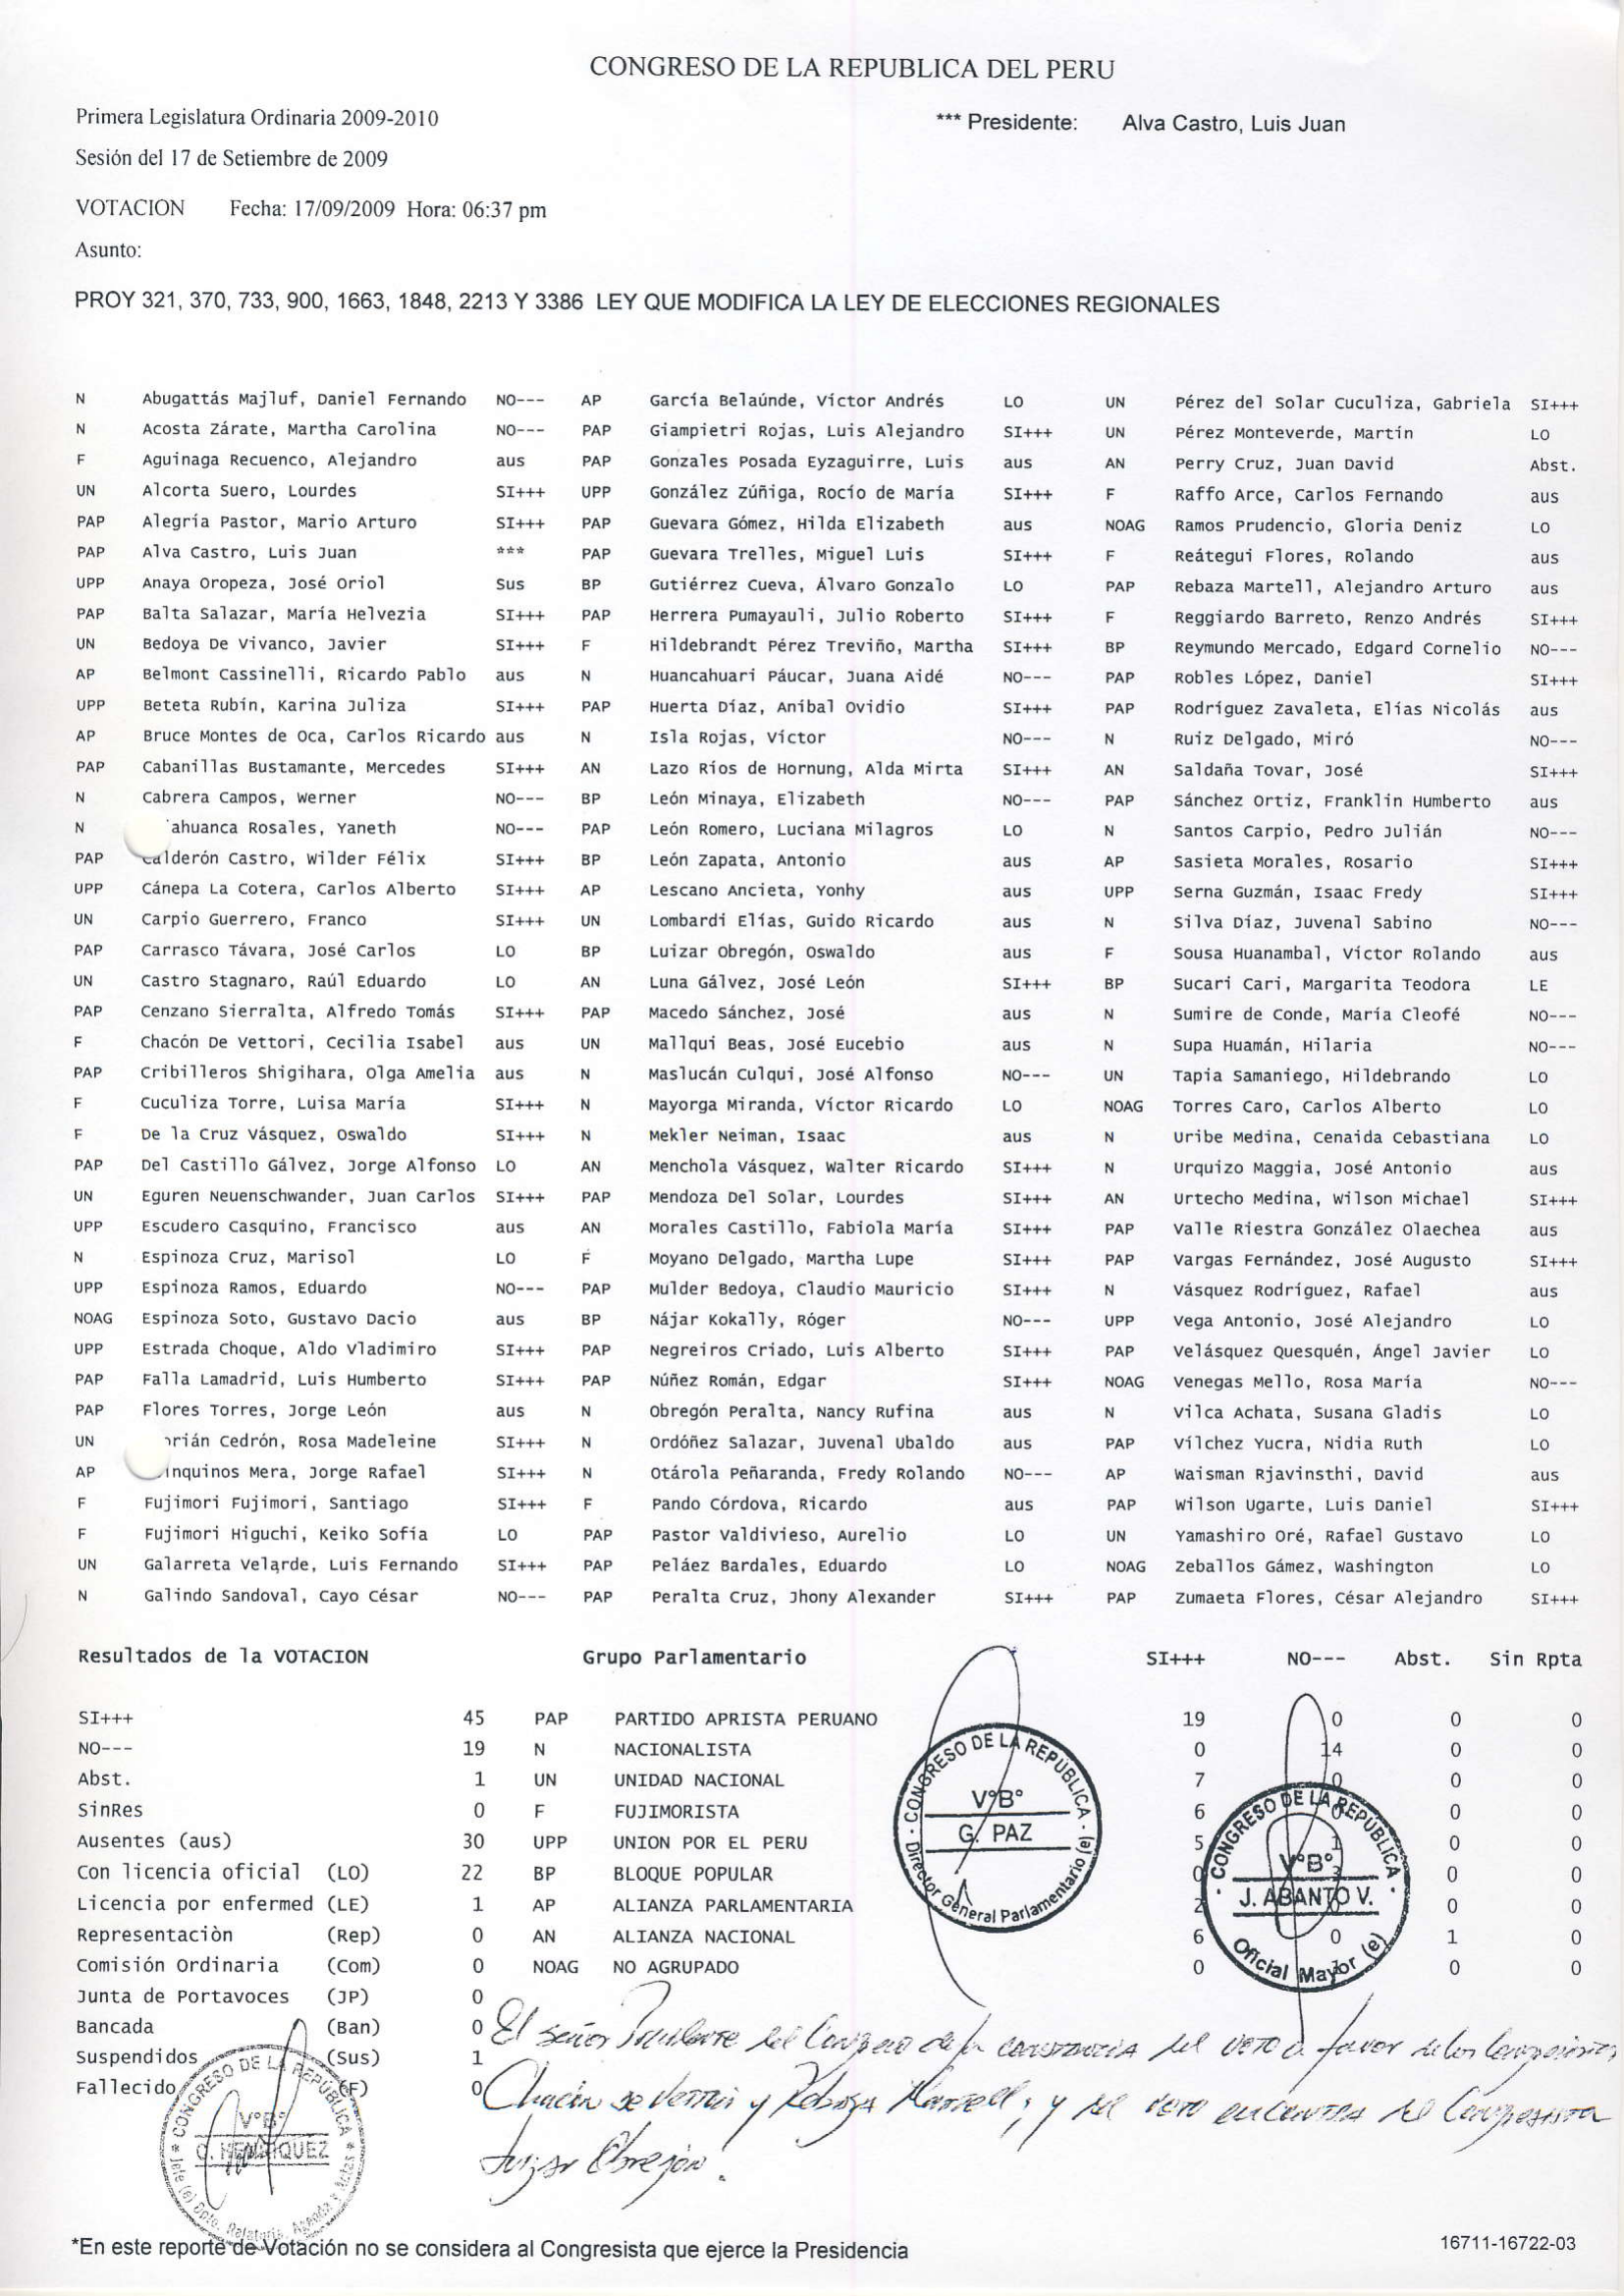 CONGRESO DE LA REPUBLICA DEL PERU
Primera Legislatura Ordinaria 2009-2010
*** Presidente: Alva Castro, Luis Juan
Sesión del 17 de Setiembre de 2009
VOTACION Fecha: 17/09/2009 Hora: 06:37 pm
Asunto:
PROY 321, 370, 733, 900, 1663, 1848, 2213 Y 3386 LEY QUE MODIFICA LA LEY DE ELECCIONES REGIONALES
N Abugattás Majluf, Daniel Fernando NO--- AP García Belaúnde, Víctor Andrés LO UN Pérez del Solar Cuculiza, Gabriela SI+++
N Acosta Zárate, Martha Carolina NO--- PAP Giampietri Rojas, Luis Alejandro SI+++ UN Pérez Monteverde, Martín LO
F Aguinaga Recuenco, Alejandro aus PAP Gonzales Posada Eyzaguirre, Luis aus AN Perry Cruz, Juan David Abst.
UN Alcorta Suero, Lourdes SI+++ UPP González Zúñiga, Rocío de María SI+++ F Raffo Arce, Carlos Fernando aus
PAP Alegría Pastor, Mario Arturo SI+++ PAP Guevara Gómez, Hilda Elizabeth aus NOAG Ramos Prudencio, Gloria Deniz LO
PAP Alva Castro, Luis Juan *** PAP Guevara Trelles, Miguel Luis SI+++ F Reátegui Flores, Rolando aus
UPP Anaya Oropeza, José Oriol Sus BP Gutiérrez Cueva, Álvaro Gonzalo LO PAP Rebaza Martell, Alejandro Arturo aus
PAP Balta Salazar, María Helvezia SI+++ PAP Herrera Pumayauli, Julio Roberto SI+++ F Reggiardo Barreto, Renzo Andrés SI+++
UN Bedoya De Vivanco, Javier SI+++ F Hildebrandt Pérez Treviño, Martha SI+++ BP Reymundo Mercado, Edgard Cornelio NO---
AP Belmont Cassinelli, Ricardo Pablo aus N Huancahuari Páucar, Juana Aidé NO--- PAP Robles López, Daniel SI+++
UPP Beteta Rubín, Karina Juliza SI+++ PAP Huerta Díaz, Aníbal Ovidio SI+++ PAP Rodríguez Zavaleta, Elías Nicolás aus
AP Bruce Montes de Oca, Carlos Ricardo aus N Isla Rojas, Víctor NO--- N Ruiz Delgado, Miró NO---
PAP Cabanillas Bustamante, Mercedes SI+++ AN Lazo Ríos de Hornung, Alda Mirta SI+++ AN Saldaña Tovar, José SI+++
N Cabrera Campos, Werner NO--- BP León Minaya, Elizabeth NO--- PAP Sánchez Ortiz, Franklin Humberto aus
N ahuanca Rosales, Yaneth NO--- PAP León Romero, Luciana Milagros LO N Santos Carpio, Pedro Julián NO---
PAP Calderón Castro, Wilder Félix SI+++ BP León Zapata, Antonio aus AP Sasieta Morales, Rosario SI+++
UPP Cánepa La Cotera, Carlos Alberto SI+++ AP Lescano Ancieta, Yonhy aus UPP Serna Guzmán, Isaac Fredy SI+++
UN Carpio Guerrero, Franco SI+++ UN Lombardi Elías, Guido Ricardo aus N Silva Díaz, Juvenal Sabino NO---
PAP Carrasco Távara, José Carlos LO BP Luizar Obregón, Oswaldo aus F Sousa Huanambal, Víctor Rolando aus
UN Castro Stagnaro, Raúl Eduardo LO AN Luna Gálvez, José León SI+++ BP Sucari Cari, Margarita Teodora LE
PAP Cenzano Sierralta, Alfredo Tomás SI+++ PAP Macedo Sánchez, José aus N Sumire de Conde, María Cleofé NO---
F Chacón De Vettori, Cecilia Isabel aus UN Mallqui Beas, José Eucebio aus N Supa Huamán, Hilaria NO---
PAP Cribilleros Shigihara, Olga Amelia aus N Maslucán Culqui, José Alfonso NO--- UN Tapia Samaniego, Hildebrando LO
F Cuculiza Torre, Luisa María SI+++ N Mayorga Miranda, Víctor Ricardo LO NOAG Torres Caro, Carlos Alberto LO
F De la Cruz Vásquez, Oswaldo SI+++ N Mekler Neiman, Isaac aus N Uribe Medina, Cenaida Cebastiana LO
PAP Del Castillo Gálvez, Jorge Alfonso LO AN Menchola Vásquez, Walter Ricardo SI+++ N Urquizo Maggia, José Antonio aus
UN Eguren Neuenschwander, Juan Carlos SI+++ PAP Mendoza Del Solar, Lourdes SI+++ AN Urtecho Medina, Wilson Michael SI+++
UPP Escudero Casquino, Francisco aus AN Morales Castillo, Fabiola María SI+++ PAP Valle Riestra González Olaechea aus
N Espinoza Cruz, Marisol LO F Moyano Delgado, Martha Lupe SI+++ PAP Vargas Fernández, José Augusto SI+++
UPP Espinoza Ramos, Eduardo NO--- PAP Mulder Bedoya, Claudio Mauricio SI+++ N Vásquez Rodríguez, Rafael aus
NOAG Espinoza Soto, Gustavo Dacio aus BP Nájar Kokally, Róger NO--- UPP Vega Antonio, José Alejandro LO
UPP Estrada Choque, Aldo Vladimiro SI+++ PAP Negreiros Criado, Luis Alberto SI+++ PAP Velásquez Quesquén, Ángel Javier LO
PAP Falla Lamadrid, Luis Humberto SI+++ PAP Núñez Román, Edgar SI+++ NOAG Venegas Mello, Rosa María NO---
PAP Flores Torres, Jorge León aus N Obregón Peralta, Nancy Rufina aus N Vilca Achata, Susana Gladis LO
UN rián Cedrón, Rosa Madeleine SI+++ N Ordóñez Salazar, Juvenal Ubaldo aus PAP Vílchez Yucra, Nidia Ruth LO
AP inquinos Mera, Jorge Rafael SI+++ N Otárola Peñaranda, Fredy Rolando NO--- AP Waisman Rjavinsthi, David aus
F Fujimori Fujimori, Santiago SI+++ F Pando Córdova, Ricardo aus PAP Wilson Ugarte, Luis Daniel SI+++
F Fujimori Higuchi, Keiko Sofía LO PAP Pastor Valdivieso, Aurelio LO UN Yamashiro Oré, Rafael Gustavo LO
UN Galarreta Velarde, Luis Fernando SI+++ PAP Peláez Bardales, Eduardo LO NOAG Zeballos Gámez, Washington LO
N Galindo Sandoval, Cayo César NO--- PAP Peralta Cruz, Jhony Alexander SI+++ PAP Zumaeta Flores, César Alejandro SI+++
Resultados de la VOTACION Grupo Parlamentario SI+++ NO--- Abst. Sin Rpta
SI+++ 45 PAP PARTIDO APRISTA PERUANO 19 0 0 0
NO--- 19 N NACIONALISTA 0 14 0 0
Abst. 1 UN UNIDAD NACIONAL 7 0 0 0
SinRes 0 F FUJIMORISTA 6 0 0 0
Ausentes (aus) 30 UPP UNION POR EL PERU 5 1 0 0
Con licencia oficial (LO) 22 BP BLOQUE POPULAR 0 3 0 0
Licencia por enfermed (LE) 1 AP ALIANZA PARLAMENTARIA 2 0 0 0
Representaciòn (Rep) 0 AN ALIANZA NACIONAL 6 0 1 0
Comisión Ordinaria (Com) 0 NOAG NO AGRUPADO 0 1 0 0
Junta de Portavoces (JP) 0
Bancada (Ban) 0
Suspendidos (Sus) 1
Fallecido (F) 0
CONGRESO DE LA REPÚBLICA
V°B°
G. PAZ
Director General Parlamentario (e)
CONGRESO DE LA REPÚBLICA
V°B°
J. ABANTO V.
Oficial Mayor (e)
El señor Presidente del Congreso deja constancia del voto a favor de los Congresistas
Chacón de Vettori y Rebaza Martell; y del voto en contra del Congresista
Luizar Obregón.
CONGRESO DE LA REPÚBLICA
V°B°
C. HENRIQUEZ
Jefe (e) Dpto. Relatoría, Agenda y Actas
*En este reporte de Votación no se considera al Congresista que ejerce la Presidencia
16711-16722-03